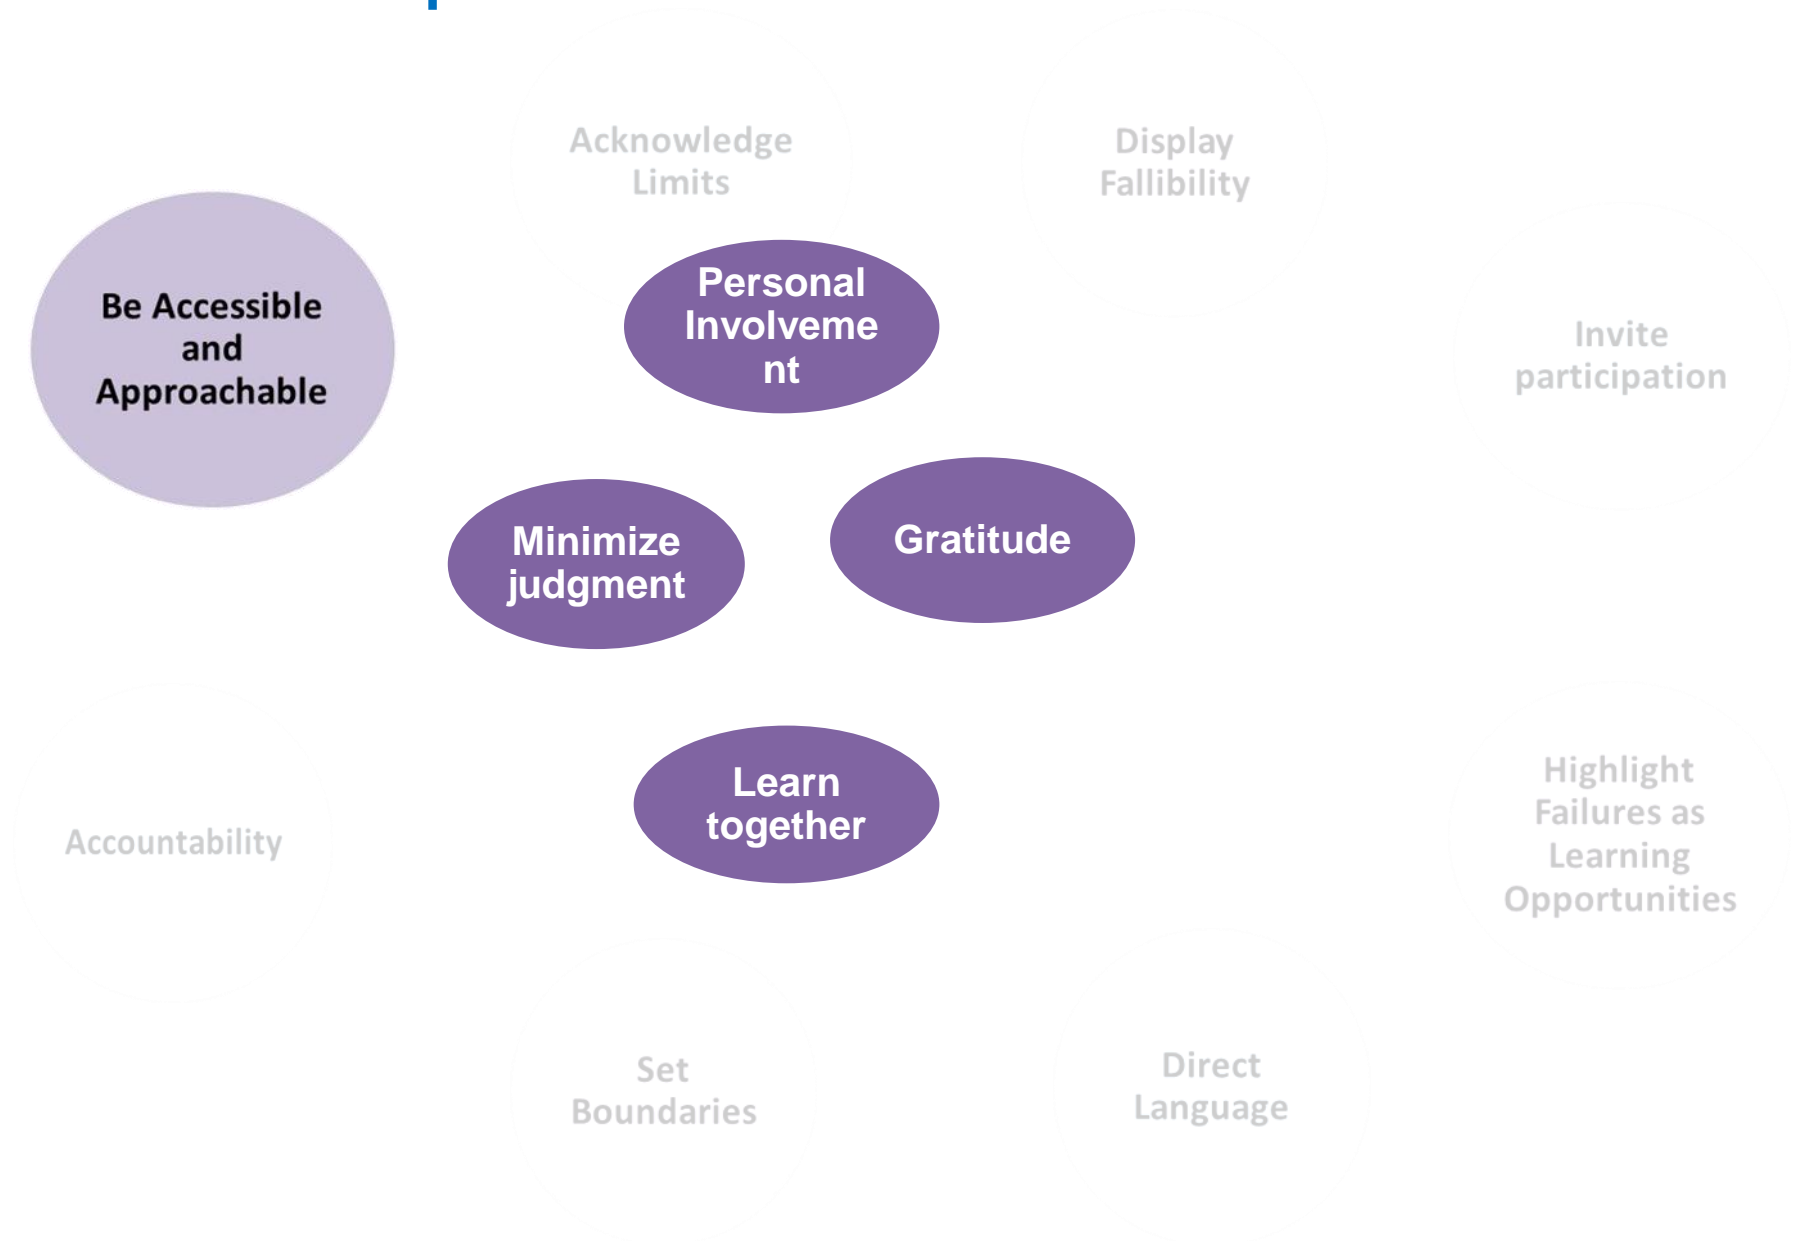 Acknowledge
Limits
Display
Fallibility
Be Accessible
and
Approachable
Personal
Involveme
nt
Invite
participation
Minimize
judgment
Gratitude
Learn
together
Accountability
Highlight
Failures as
Learning
Opportunities
Set
Boundaries
Direct
Language